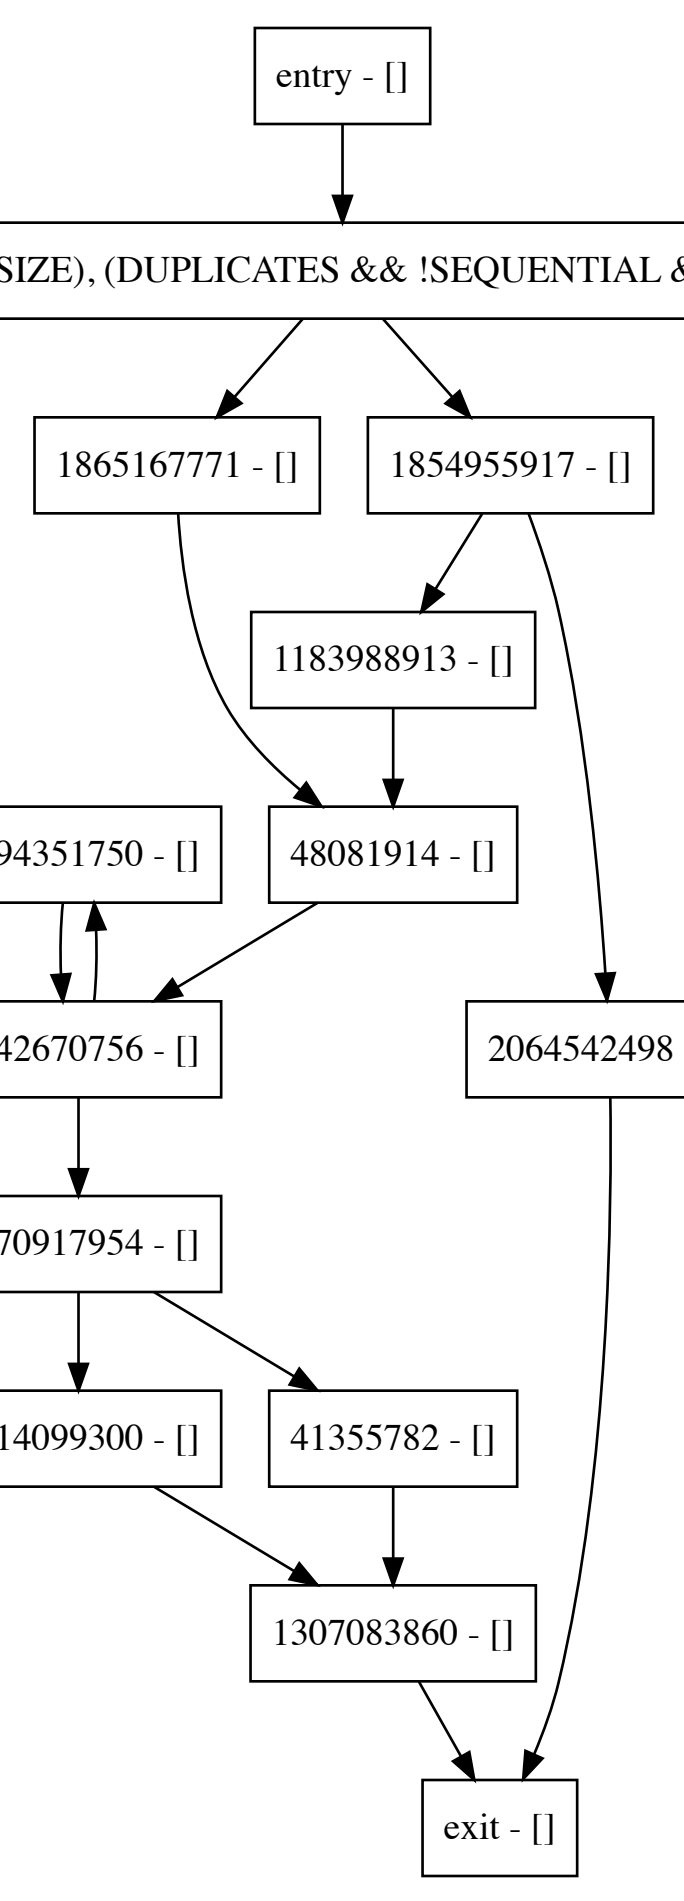 entry - []
SIZE), (DUPLICATES && !SEQUENTIAL &
1865167771 - []
1854955917 - []
1183988913 - []
94351750 - []
48081914 - []
42670756 - []
2064542498
70917954 - []
14099300 - []
41355782 - []
1307083860 - []
exit - []